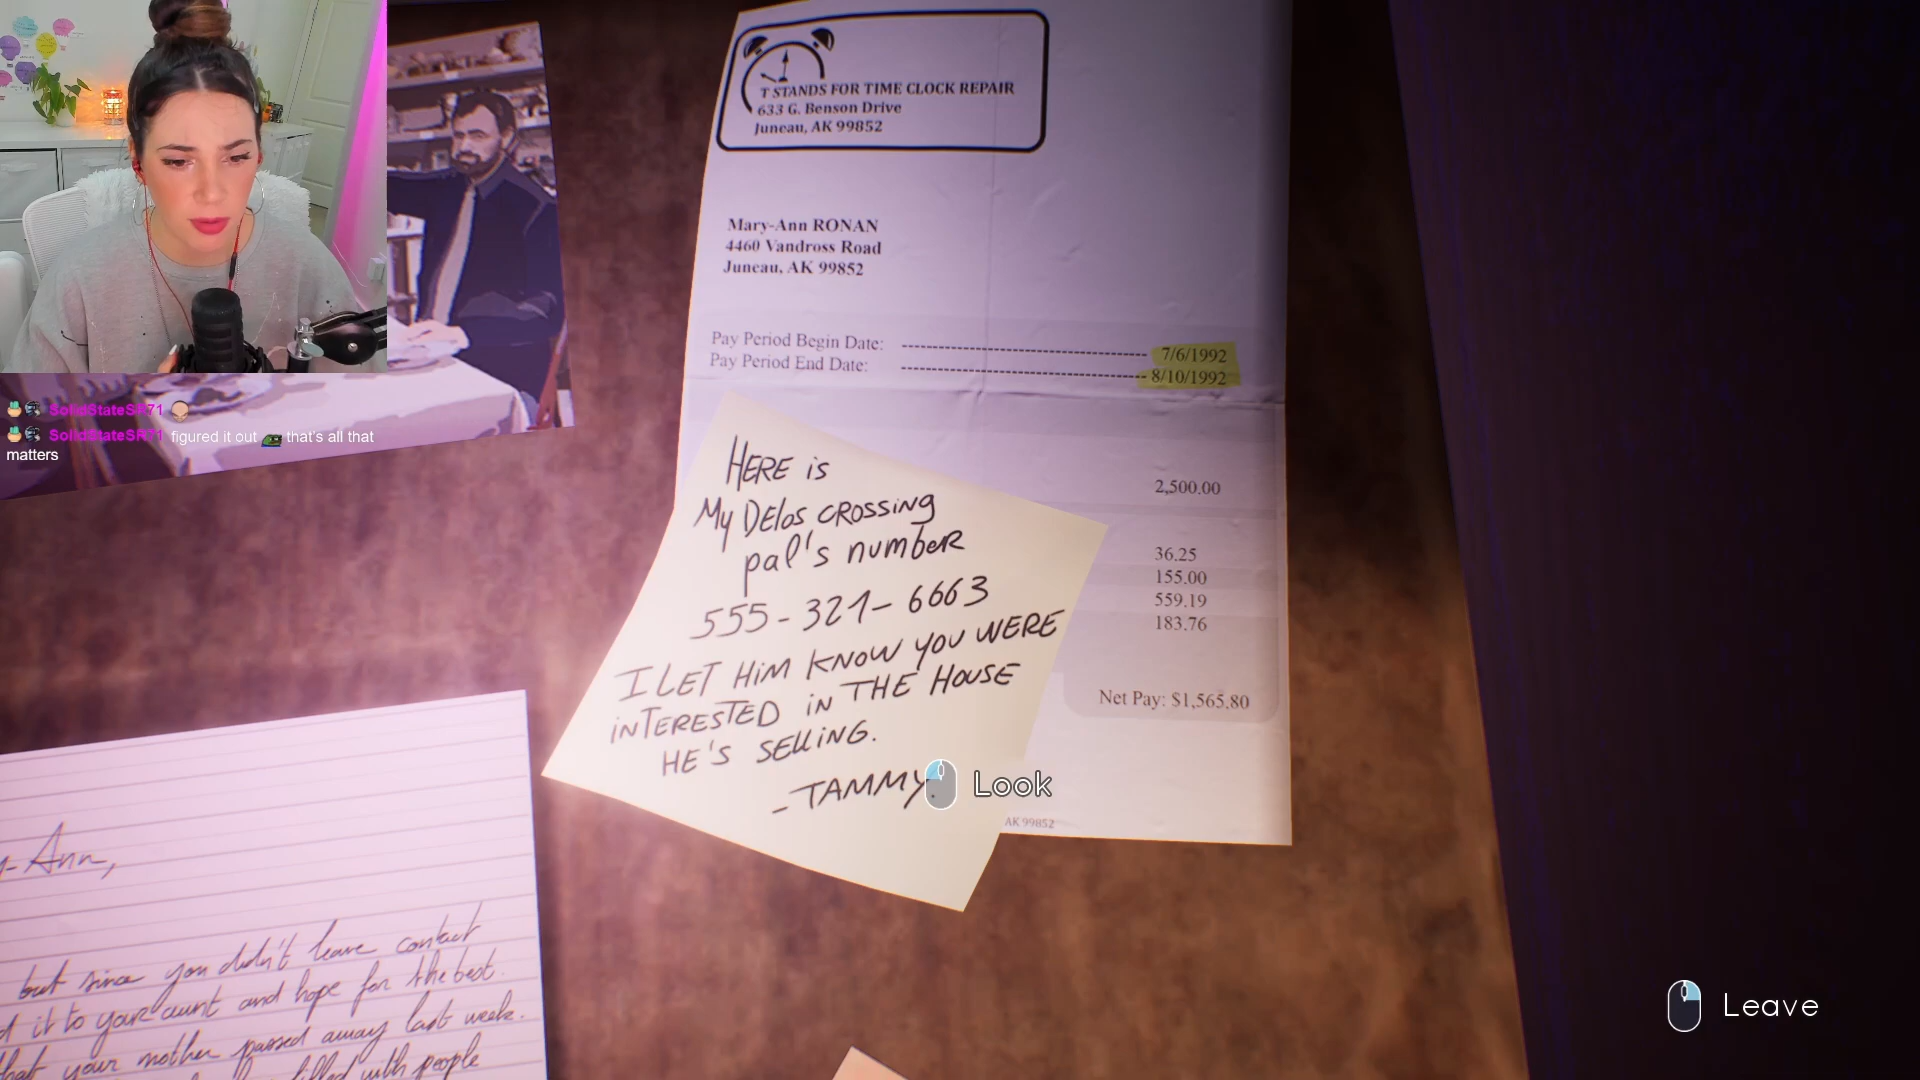 T STANDS FOR TIME CLOCK REPAIR
633 G. Benson Drive
Juneau, AK 99852
Mary-Ann RONAN
4460 Vandross Road
Juneau, AK 99852
Pay Period Begin Date: 7/6/1992
Pay Period End Date: 8/10/1992
2,500.00
36.25
155.00
559.19
183.76
Net Pay: $1,565.80
AK 99852
HERE is
My DElos CROSSING
pal's numbER
555-321-6663
I LET HiM KNOW YOU WERE
iNTERESTED iN THE HOUSE
HE'S SElliNG.
-TAMMY
Look
Leave
SolidStateSR71
SolidStateSR71 figured it out that's all that
matters
-Ann,
but since you didn't leave contact
it to your aunt and hope for the best.
your mother passed away last week.
filled with people